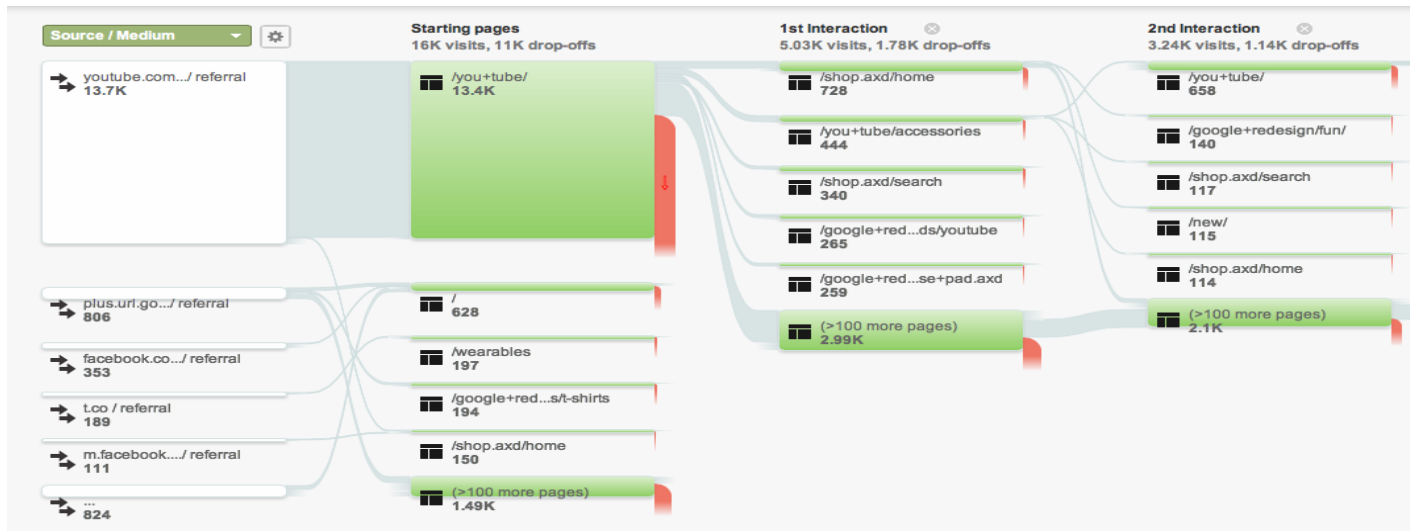 Source / Medium
youtube.com.../ referral
13.7K
plus.url.go.../ referral
806
facebook.co.../ referral
353
t.co / referral
189
m.facebook..../ referral
111
...
824
Starting pages
16K visits, 11K drop-offs
/you+tube/
13.4K
/
628
/wearables
197
/google+red...s/t-shirts
194
/shop.axd/home
150
(>100 more pages)
1.49K
1st Interaction
5.03K visits, 1.78K drop-offs
/shop.axd/home
728
/you+tube/accessories
444
/shop.axd/search
340
/google+red...ds/youtube
265
/google+red...se+pad.axd
259
(>100 more pages)
2.99K
2nd Interaction
3.24K visits, 1.14K drop-offs
/you+tube/
658
/google+redesign/fun/
140
/shop.axd/search
117
/new/
115
/shop.axd/home
114
(>100 more pages)
2.1K